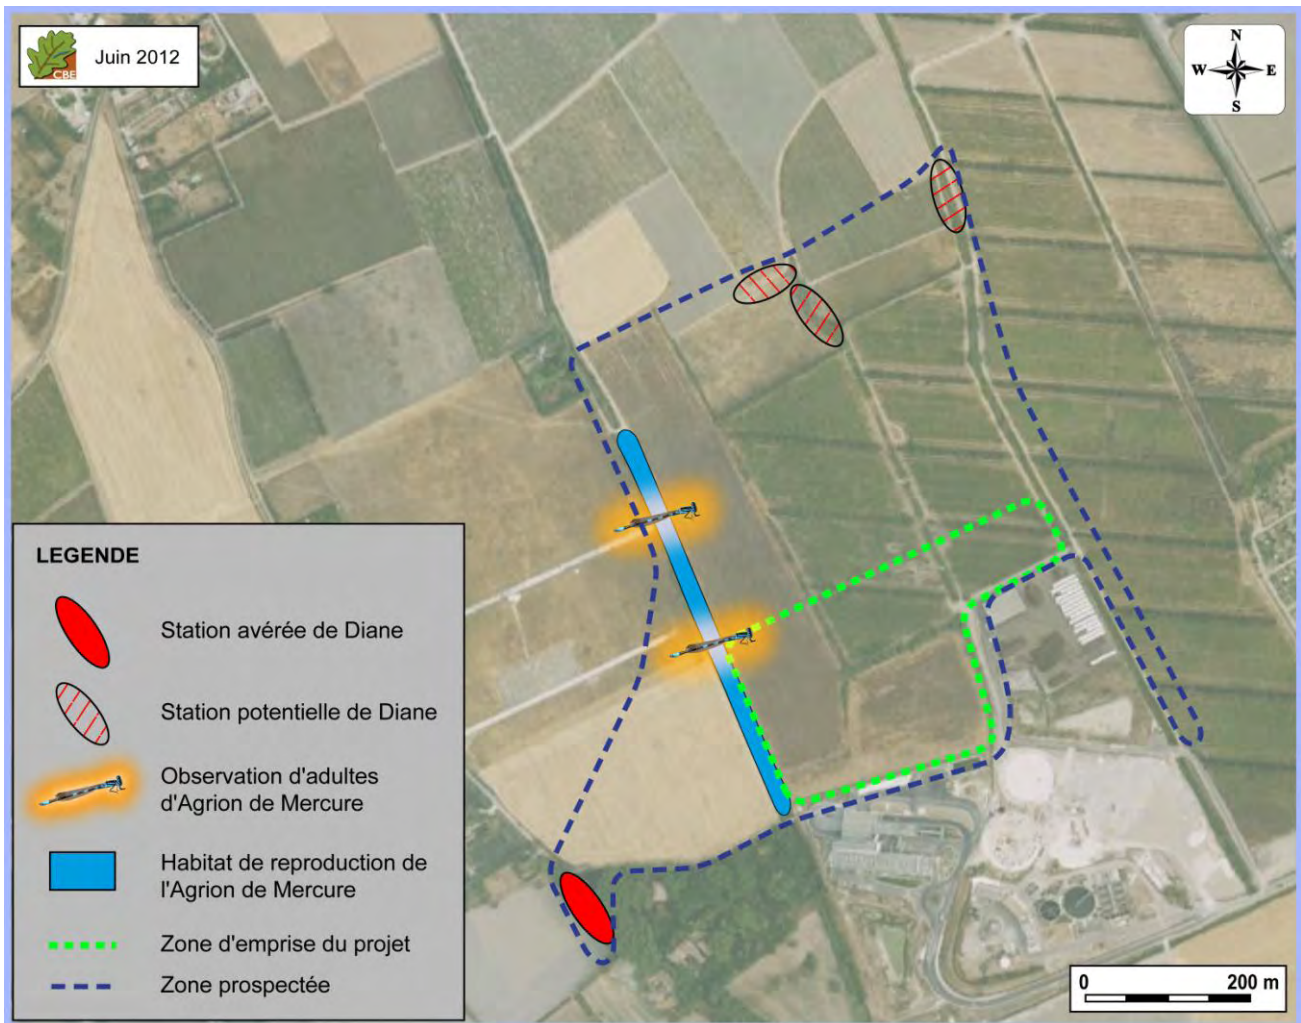 CBE
Juin 2012
N
W
E
S
LEGENDE
Station avérée de Diane
Station potentielle de Diane
Observation d'adultes
d'Agrion de Mercure
Habitat de reproduction de
l'Agrion de Mercure
Zone d'emprise du projet
Zone prospectée
0
200 m